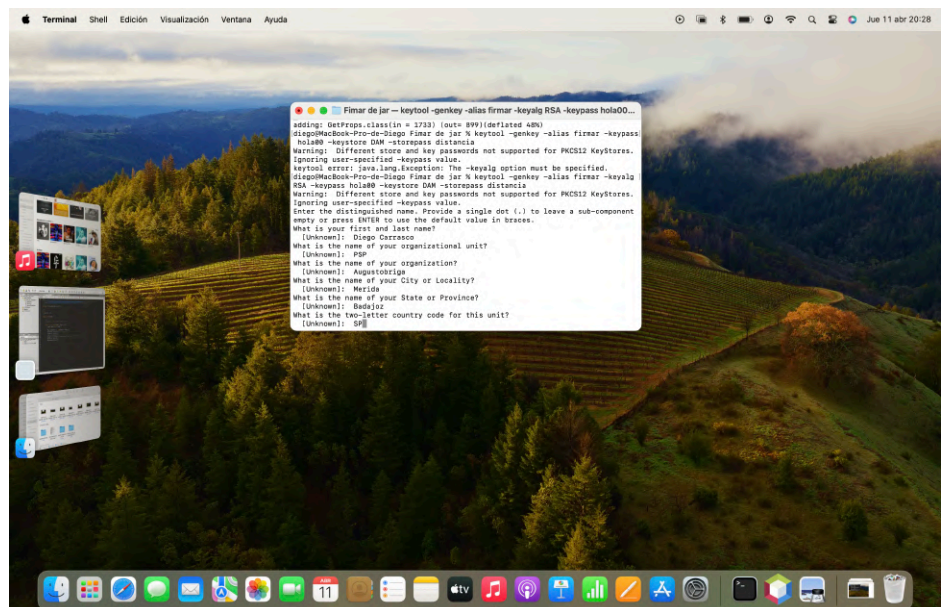 Terminal Shell Edición Visualización Ventana Ayuda
Jue 11 abr 20:28
Fimar de jar — keytool -genkey -alias firmar -keyalg RSA -keypass hola00...
adding: GetProps.class(in = 1733) (out= 899)(deflated 48%)
diego@MacBook-Pro-de-Diego Fimar de jar % keytool -genkey -alias firmar -keypass
hola00 -keystore DAM -storepass distancia
Warning: Different store and key passwords not supported for PKCS12 KeyStores.
Ignoring user-specified -keypass value.
keytool error: java.lang.Exception: The -keyalg option must be specified.
diego@MacBook-Pro-de-Diego Fimar de jar % keytool -genkey -alias firmar -keyalg
RSA -keypass hola00 -keystore DAM -storepass distancia
Warning: Different store and key passwords not supported for PKCS12 KeyStores.
Ignoring user-specified -keypass value.
Enter the distinguished name. Provide a single dot (.) to leave a sub-component
empty or press ENTER to use the default value in braces.
What is your first and last name?
[Unknown]: Diego Carrasco
What is the name of your organizational unit?
[Unknown]: PSP
What is the name of your organization?
[Unknown]: Augustobriga
What is the name of your City or Locality?
[Unknown]: Merida
What is the name of your State or Province?
[Unknown]: Badajoz
What is the two-letter country code for this unit?
[Unknown]: SP
ABR
11
tv